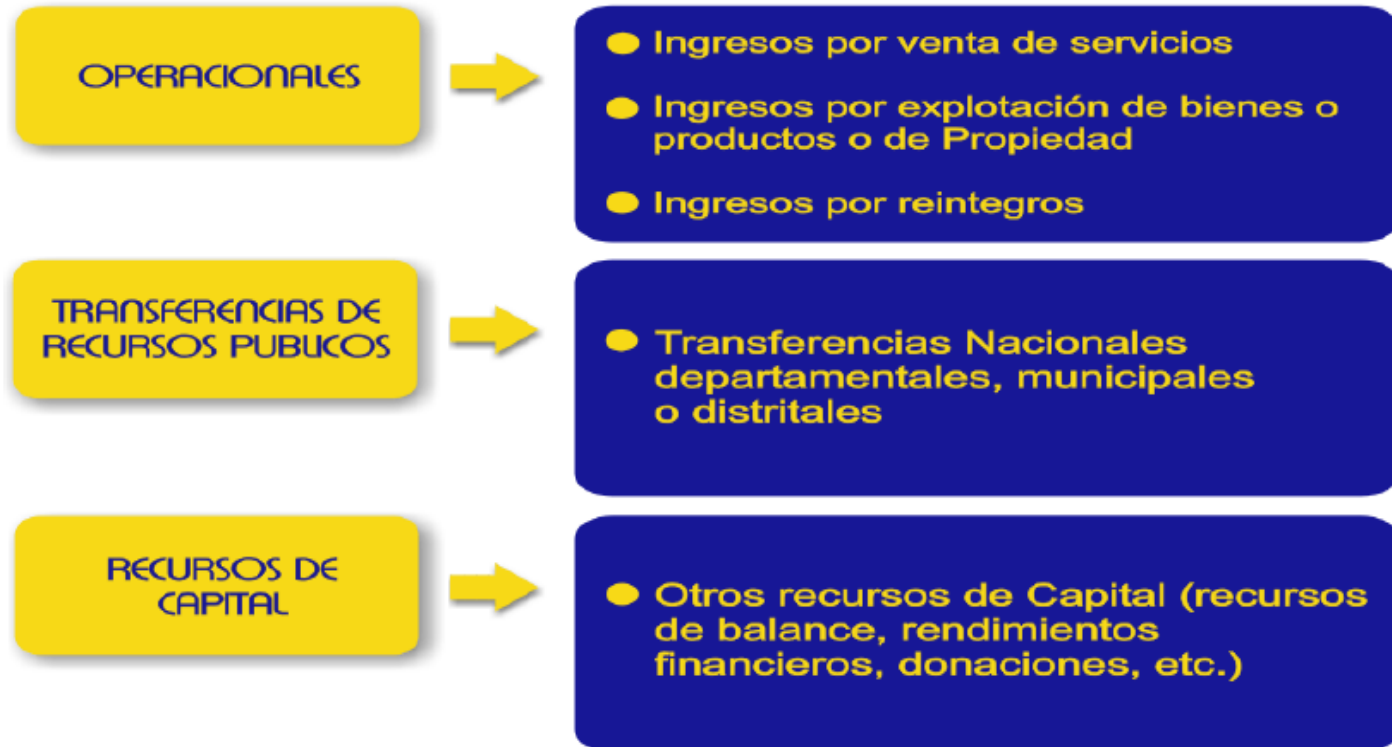 OPERACIONALES
Ingresos por venta de servicios
Ingresos por explotación de bienes o
productos o de Propiedad
Ingresos por reintegros
TRANSFERENCIAS DE
RECURSOS PUBLICOS
Transferencias Nacionales
departamentales, municipales
o distritales
RECURSOS DE
CAPITAL
Otros recursos de Capital (recursos
de balance, rendimientos
financieros, donaciones, etc.)